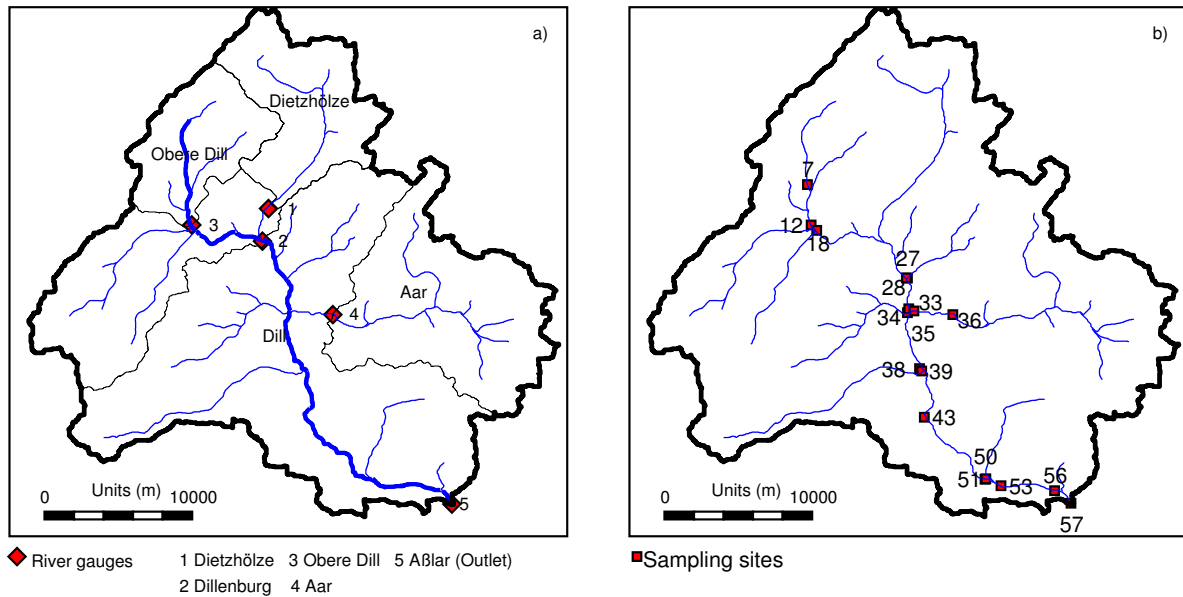 a)
Dietzhölze
Obere Dill
1
3
2
Aar
4
Dill
5
0 Units (m) 10000
River gauges
1 Dietzhölze 3 Obere Dill 5 Aßlar (Outlet)
2 Dillenburg 4 Aar
b)
7
12
18
27
28
33
34
35
36
38
39
43
50
51
53
56
57
0 Units (m) 10000
Sampling sites